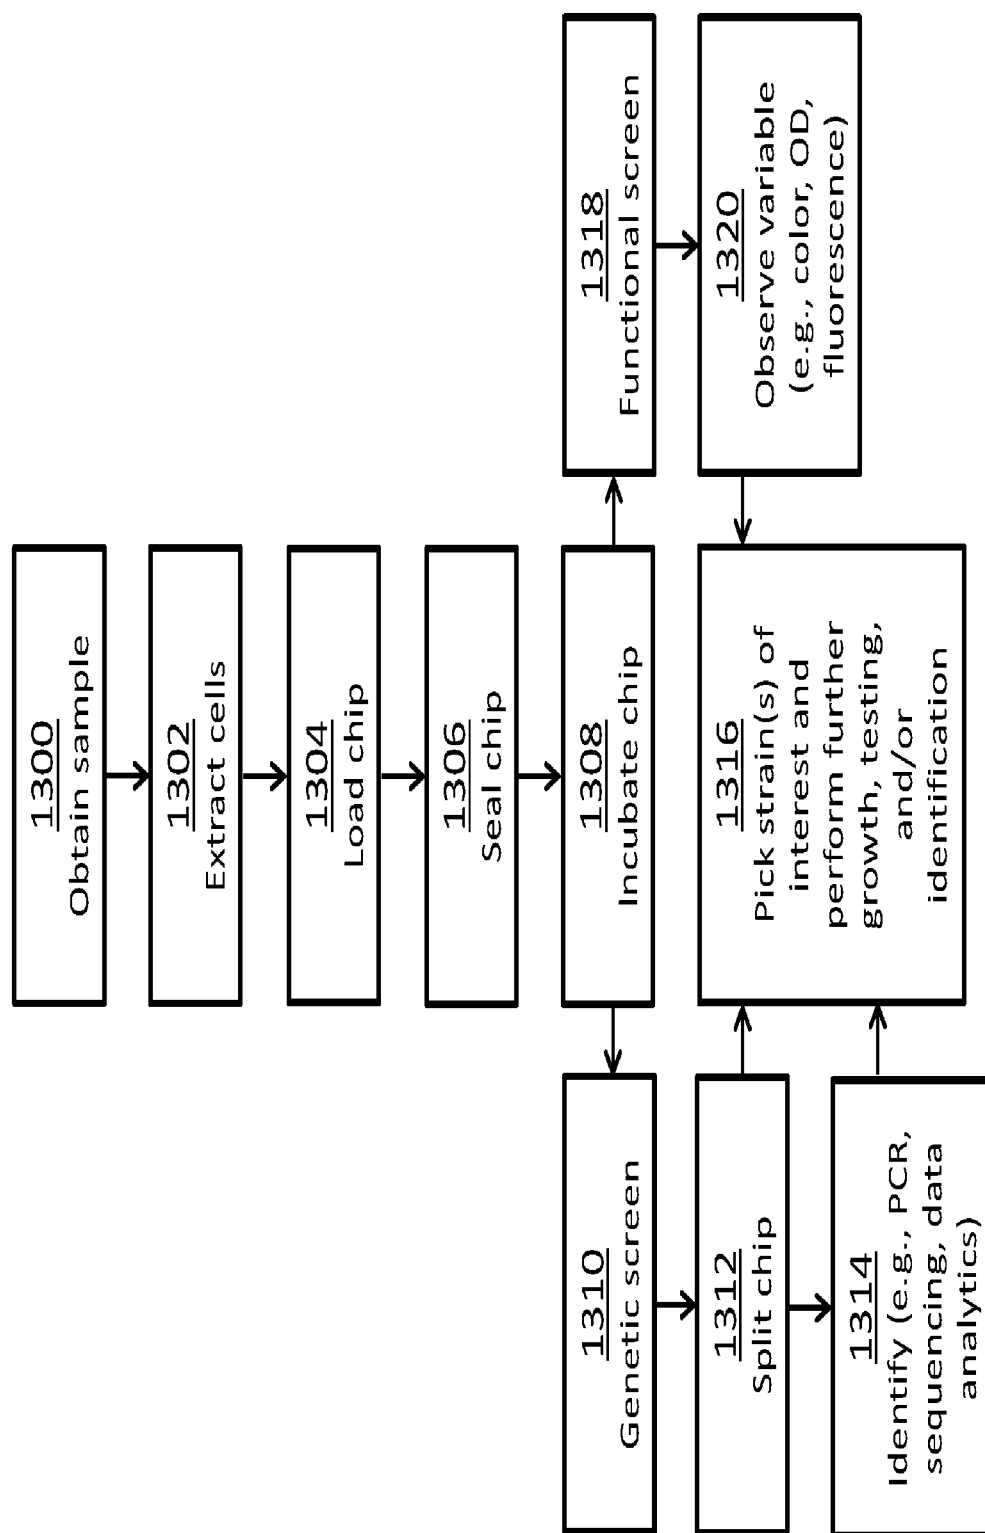 1300
Obtain sample
1302
Extract cells
1304
Load chip
1306
Seal chip
1308
Incubate chip
1310
Genetic screen
1312
Split chip
1314
Identify (e.g., PCR,
sequencing, data
analytics)
1316
Pick strain(s) of
interest and
perform further
growth, testing,
and/or
identification
1318
Functional screen
1320
Observe variable
(e.g., color, OD,
fluorescence)